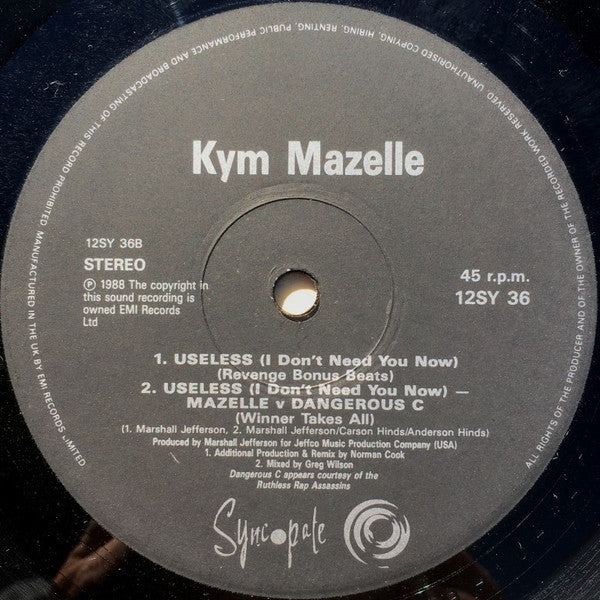 UNAUTHORISED COPYING, HIRING, RENTING, PUBLIC PERFORMANCE AND BROADCASTING OF THIS RECORD PROHIBITED MANUFACTURED IN THE UK BY EMI RECORDS LIMITED
ALL RIGHTS OF THE PRODUCER AND OF THE OWNER OF THE RECORDED WORK RESERVED
Kym Mazelle
12SY 36B
STEREO
℗ 1988 The copyright in
this sound recording is
owned EMI Records
Ltd
45 r.p.m.
12SY 36
1. USELESS (I Don't Need You Now)
(Revenge Bonus Beats)
2. USELESS (I Don't Need You Now) —
MAZELLE v DANGEROUS C
(Winner Takes All)
(1. Marshall Jefferson, 2. Marshall Jefferson/Carson Hinds/Anderson Hinds)
Produced by Marshall Jefferson for Jeffco Music Production Company (USA)
1. Additional Production & Remix by Norman Cook
2. Mixed by Greg Wilson
Dangerous C appears courtesy of the
Ruthless Rap Assassins
Syncopate